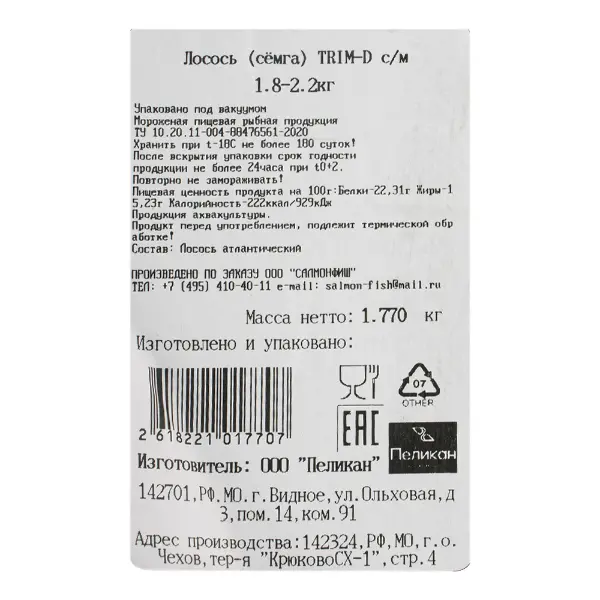 Лосось (сёмга) TRIM-D с/м
1.8-2.2кг
Упаковано под вакуумом
Мороженая пищевая рыбная продукция
ТУ 10.20.11-004-88476561-2020
Хранить при t-18С не более 180 суток!
После вскрытия упаковки срок годности
продукции не более 24часа при t0+2.
Повторно не замораживать!
Пищевая ценность продукта на 100г:Белки-22,31г Жиры-1
5,23г Калорийность-222ккал/929кДж
Продукция аквакультуры.
Продукт перед употреблением, подлежит термической обр
аботке!
Состав: Лосось атлантический
ПРОИЗВЕДЕНО ПО ЗАКАЗУ ООО "САЛМОНФИШ"
ТЕЛ: +7 (495) 410-40-11 e-mail: salmon-fish@mail.ru
Масса нетто: 1.770 кг
Изготовлено и упаковано:
07
OTHER
EAC
Пеликан
2 618221 017707
Изготовитель: ООО "Пеликан"
142701,РФ.МО.г.Видное,ул.Ольховая,д
3,пом.14,ком.91
Адрес производства:142324,РФ,МО,г.о.
Чехов,тер-я "КрюковоСХ-1",стр.4